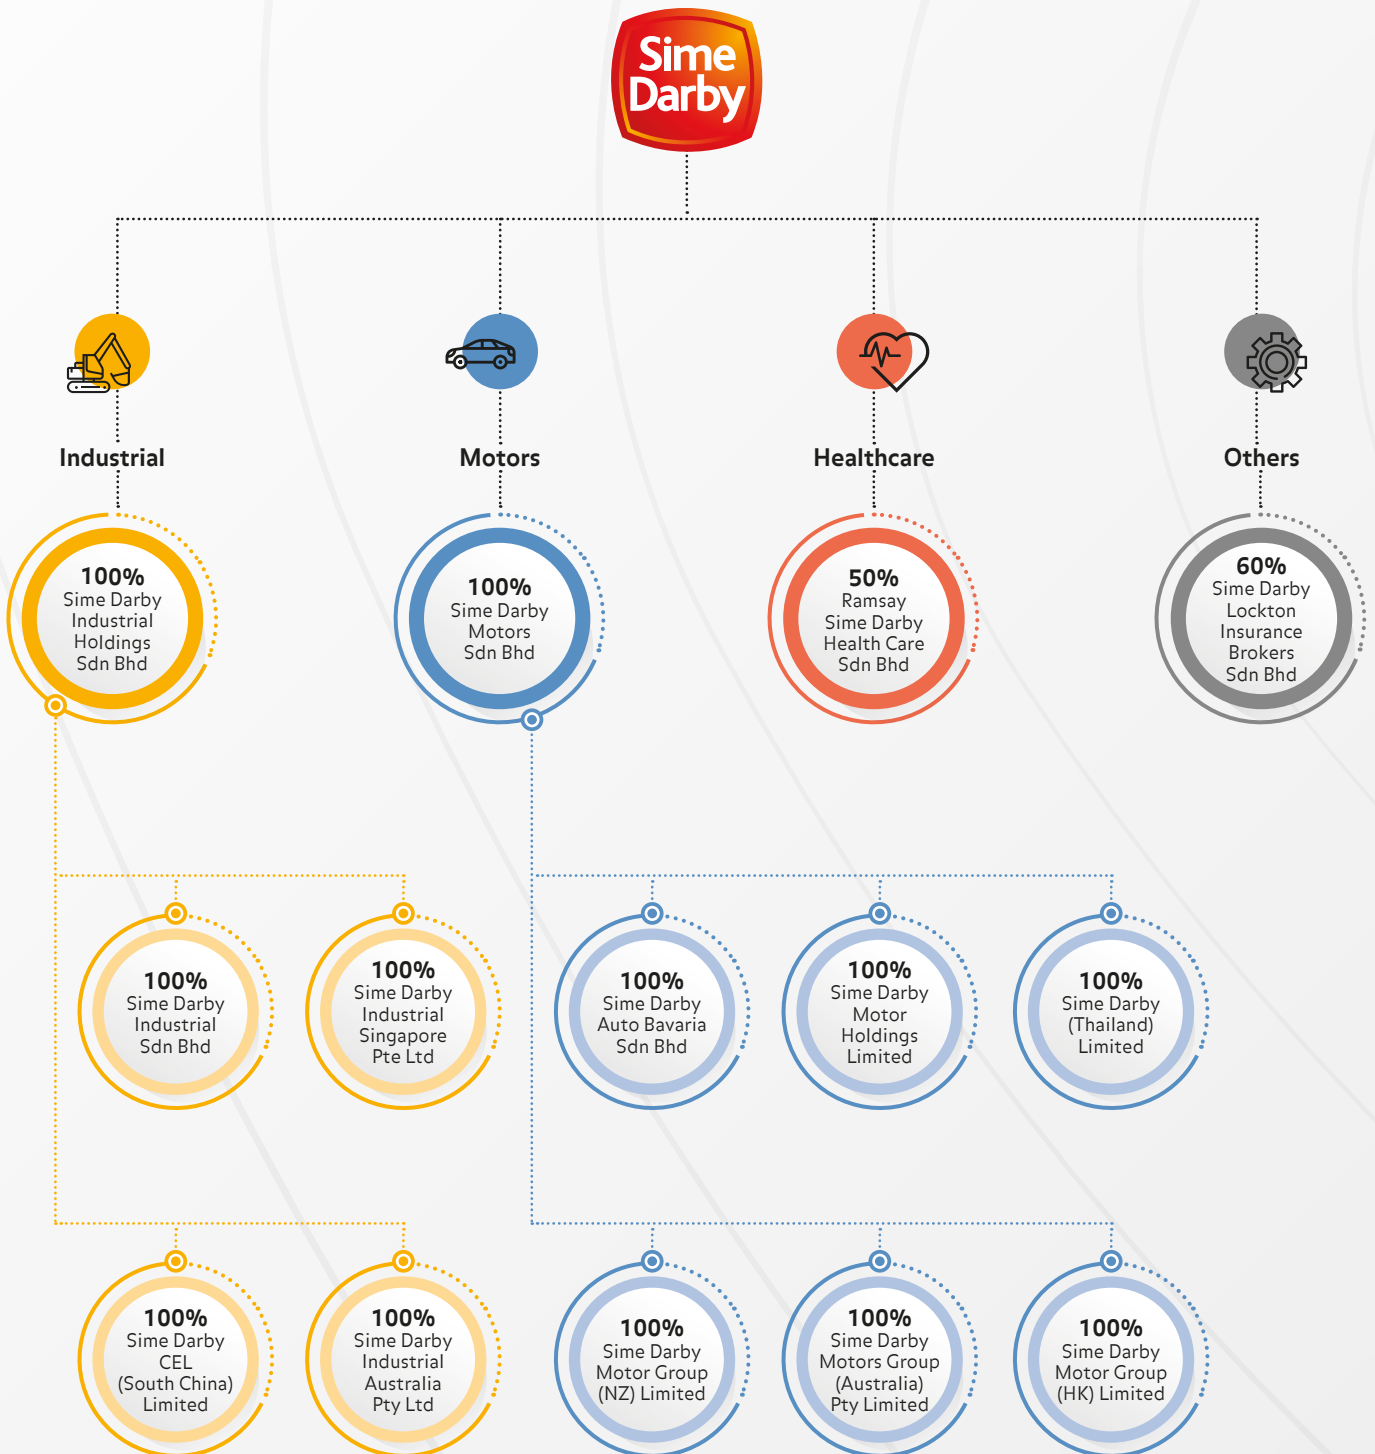 Sime
Darby
Industrial
Motors
Healthcare
Others
100%
Sime Darby
Industrial
Holdings
Sdn Bhd
100%
Sime Darby
Motors
Sdn Bhd
50%
Ramsay
Sime Darby
Health Care
Sdn Bhd
60%
Sime Darby
Lockton
Insurance
Brokers
Sdn Bhd
100%
Sime Darby
Industrial
Sdn Bhd
100%
Sime Darby
Industrial
Singapore
Pte Ltd
100%
Sime Darby
Auto Bavaria
Sdn Bhd
100%
Sime Darby
Motor
Holdings
Limited
100%
Sime Darby
(Thailand)
Limited
100%
Sime Darby
CEL
(South China)
Limited
100%
Sime Darby
Industrial
Australia
Pty Ltd
100%
Sime Darby
Motor Group
(NZ) Limited
100%
Sime Darby
Motors Group
(Australia)
Pty Limited
100%
Sime Darby
Motor Group
(HK) Limited